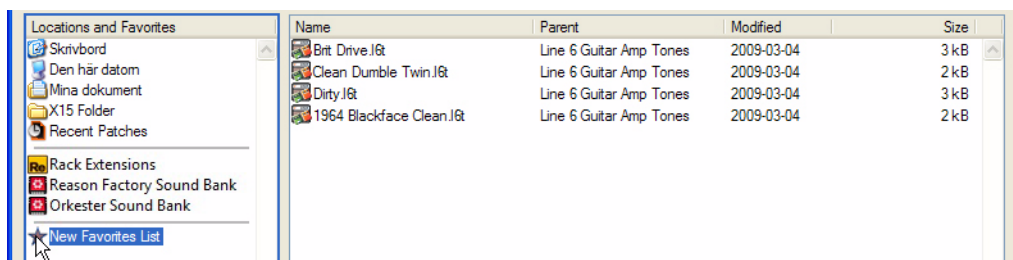 Locations and Favorites
Skrivbord
Den här datorn
Mina dokument
X15 Folder
Recent Patches
Re Rack Extensions
Reason Factory Sound Bank
Orkester Sound Bank
New Favorites List
Name Parent Modified Size
Brit Drive.l6t Line 6 Guitar Amp Tones 2009-03-04 3 kB
Clean Dumble Twin.l6t Line 6 Guitar Amp Tones 2009-03-04 2 kB
Dirty.l6t Line 6 Guitar Amp Tones 2009-03-04 3 kB
1964 Blackface Clean.l6t Line 6 Guitar Amp Tones 2009-03-04 2 kB